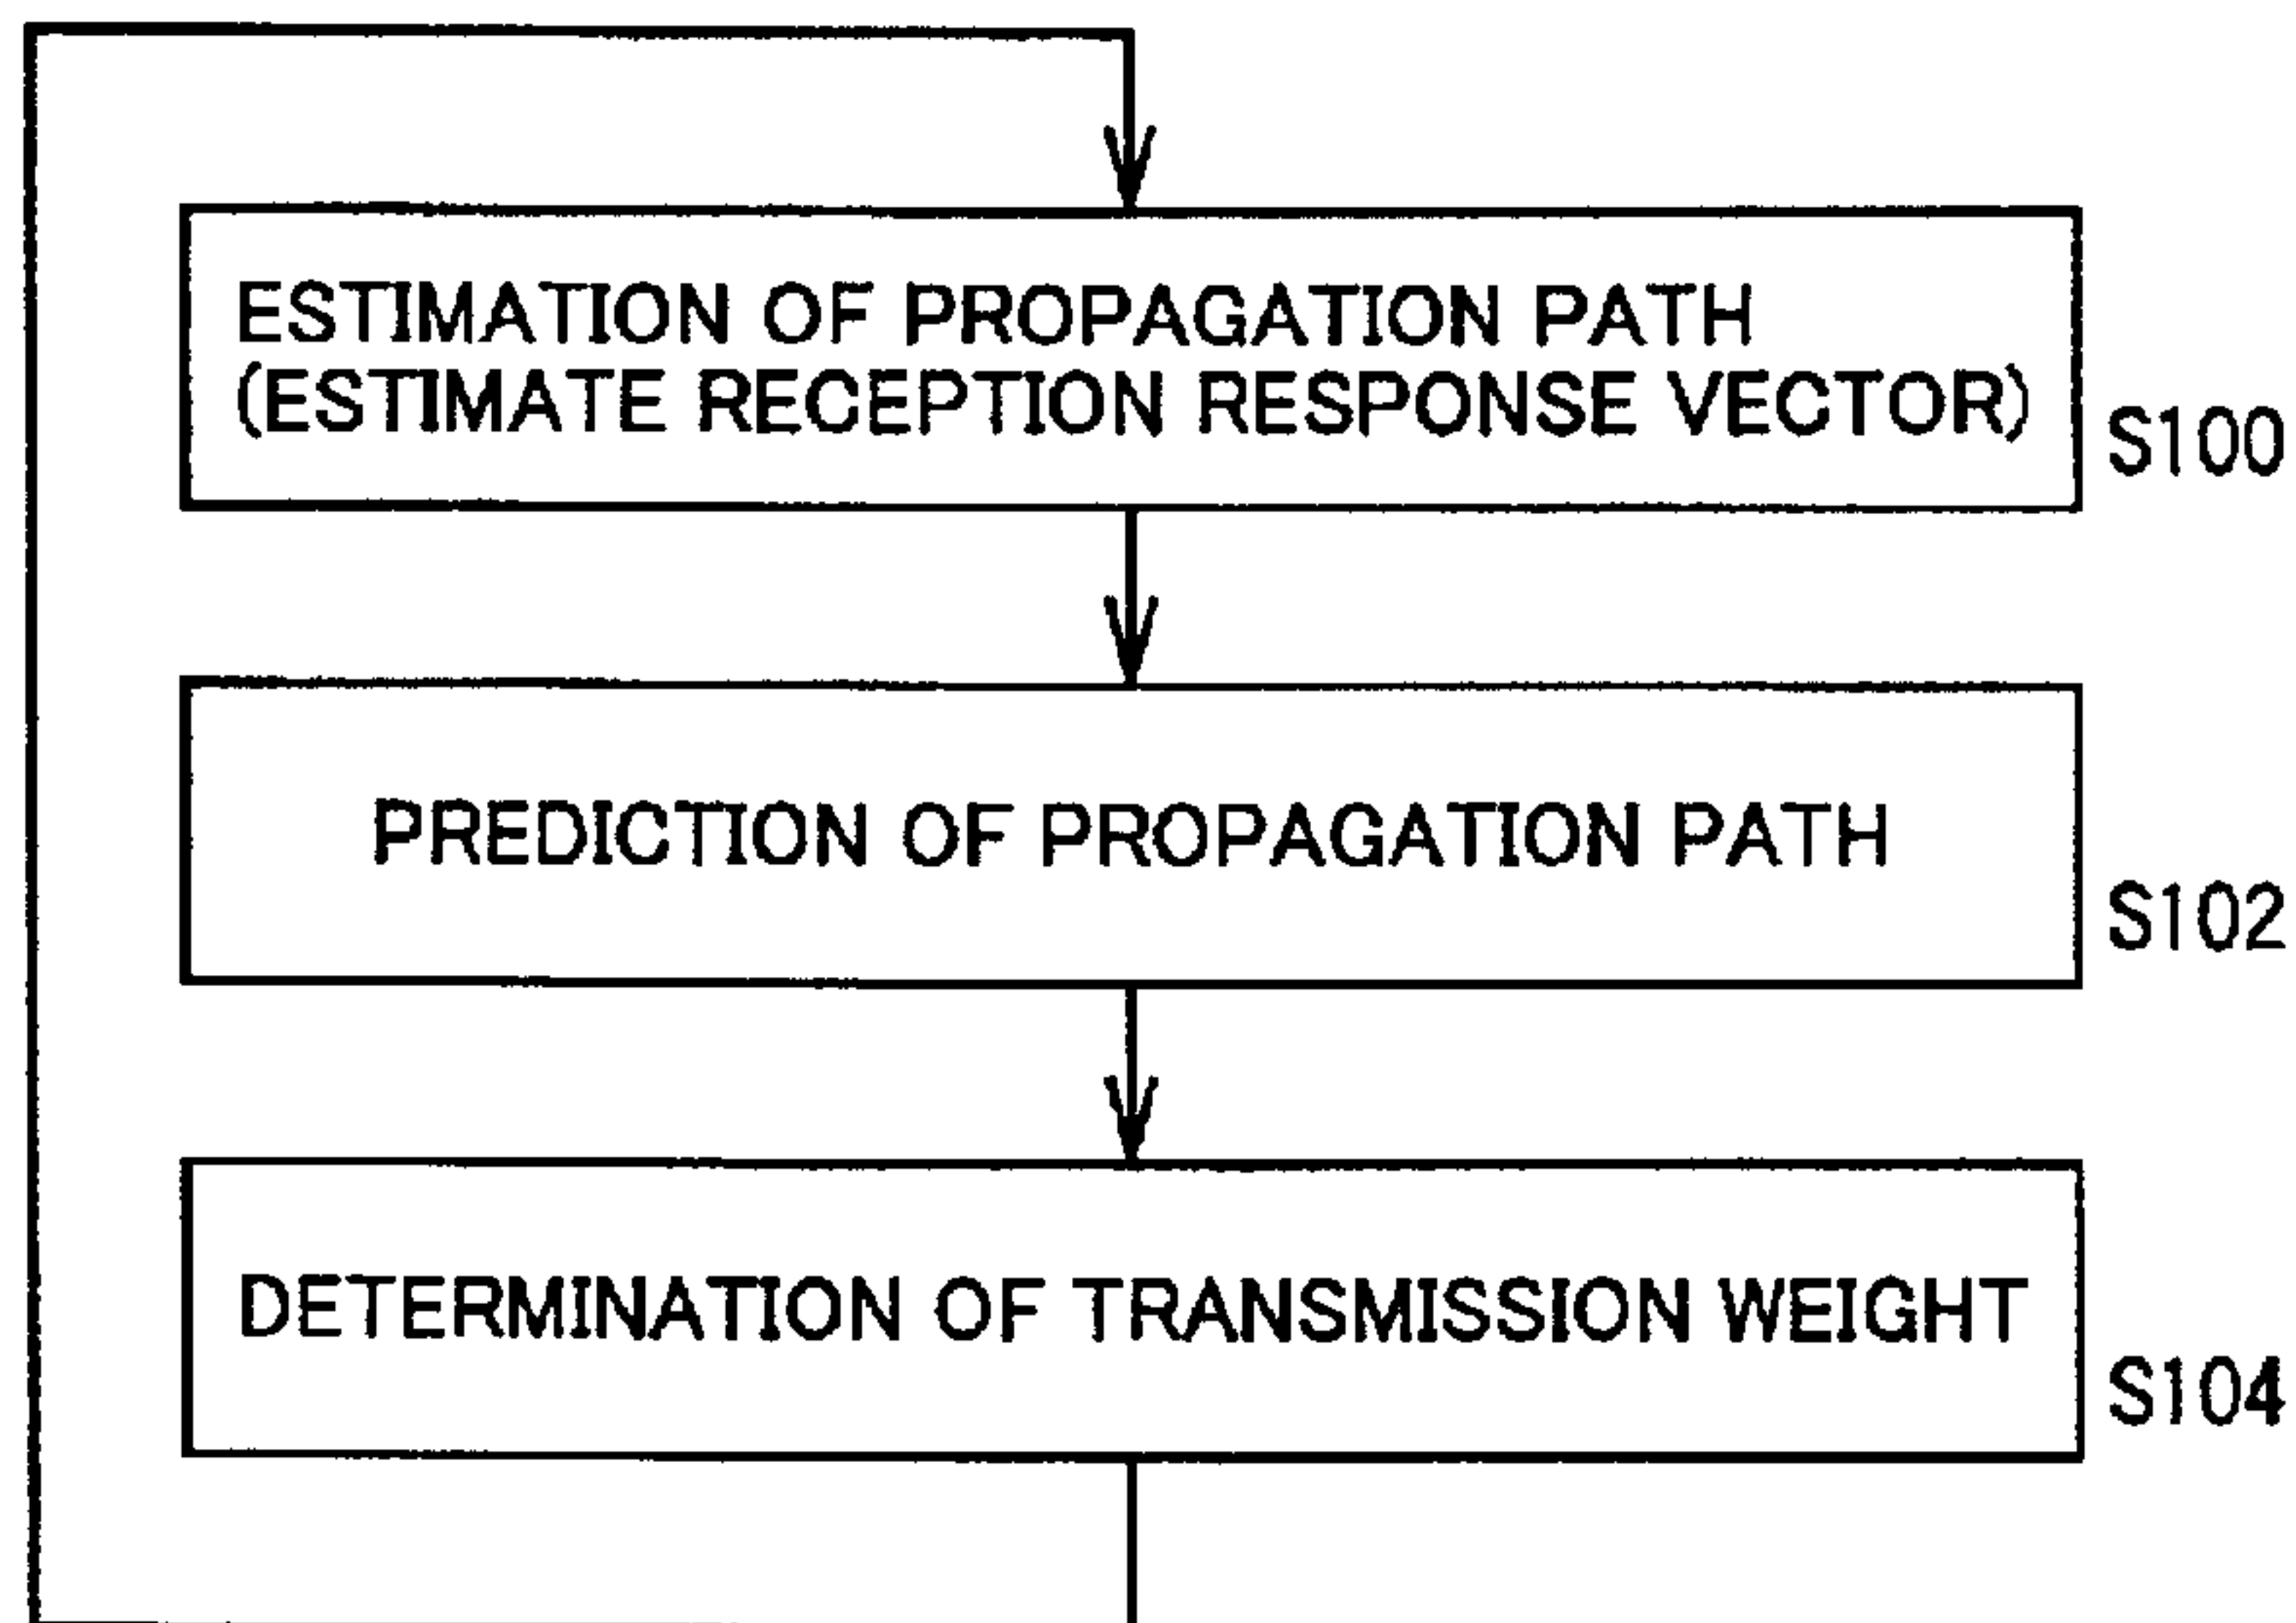 ESTIMATION OF PROPAGATION PATH
(ESTIMATE RECEPTION RESPONSE VECTOR)
S100
PREDICTION OF PROPAGATION PATH
S102
DETERMINATION OF TRANSMISSION WEIGHT
S104